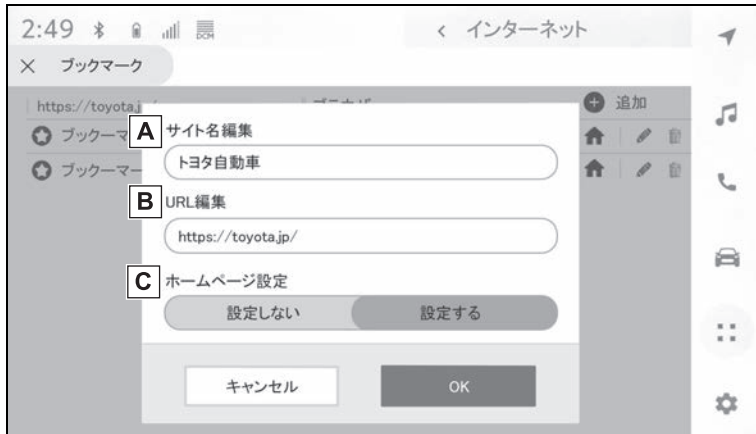 2:49 DCM < インターネット
× ブックマーク
https://toyota.j 追加
A サイト名編集
ブックーマ
トヨタ自動車
ブックーマー
B URL編集
https://toyota.jp/
C ホームページ設定
設定しない 設定する
キャンセル OK